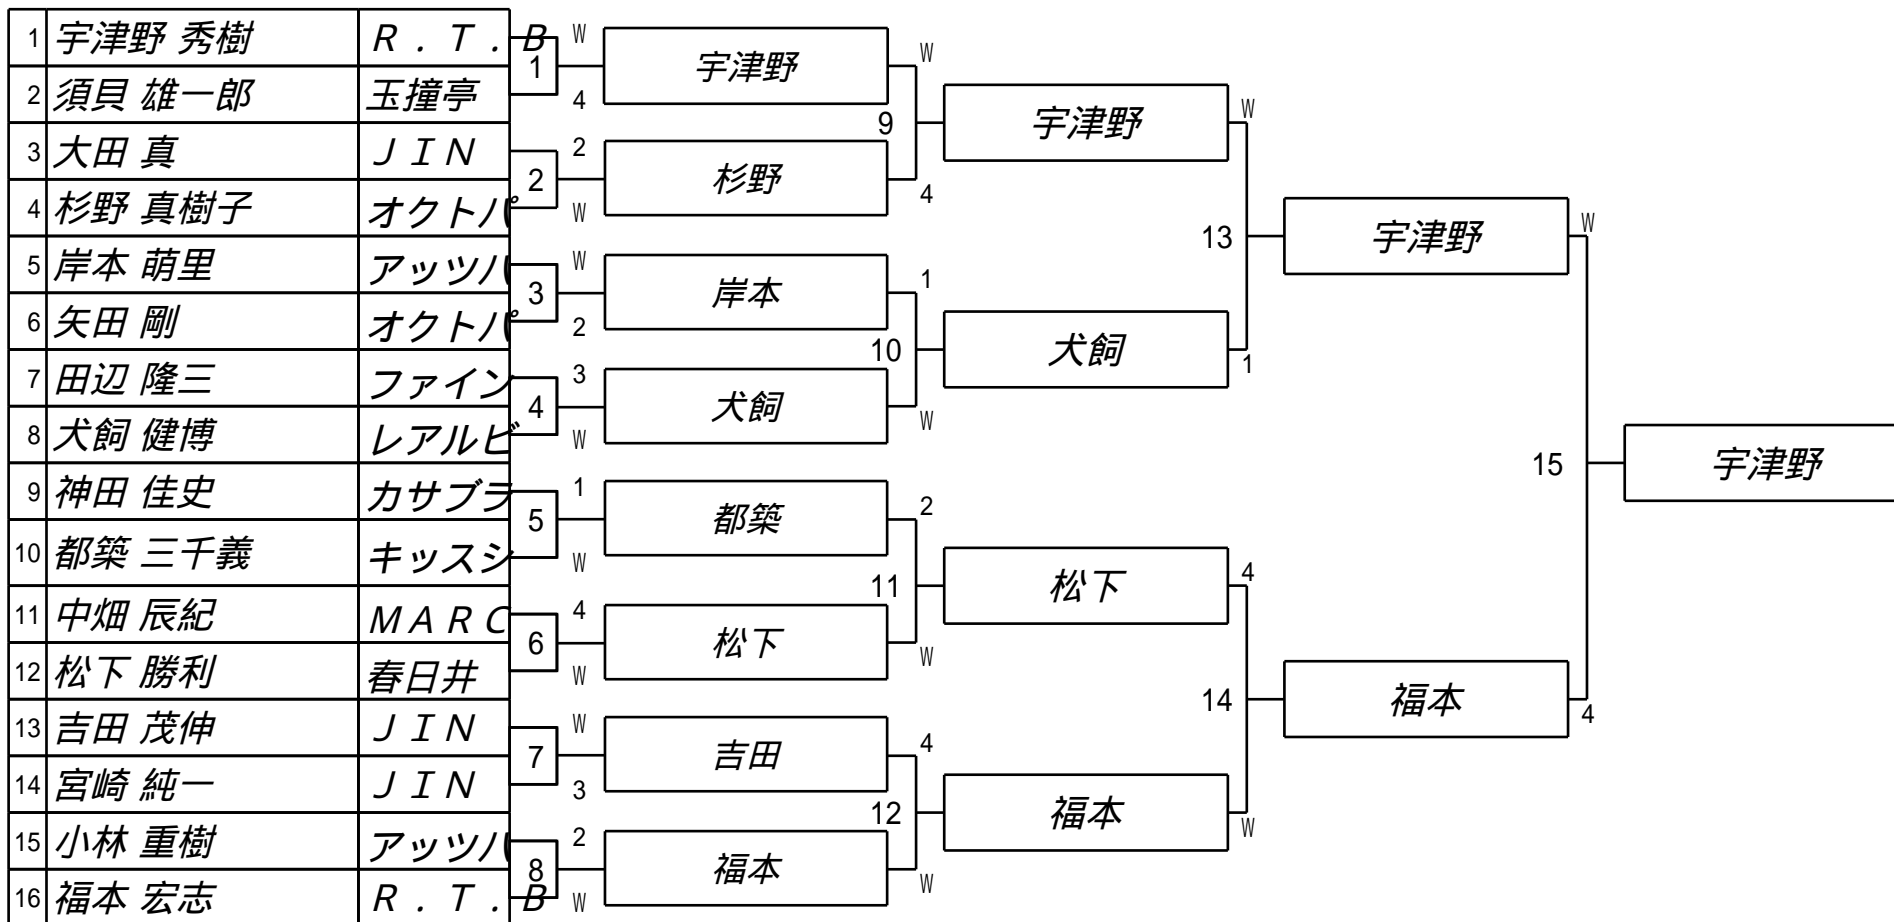 1 宇津野 秀樹 R．T．B
2 須貝 雄一郎 玉撞亭
3 大田 真 JIN
4 杉野 真樹子 オクトパ
5 岸本 萌里 アッツハ
6 矢田 剛 オクトパ
7 田辺 隆三 ファイン
8 犬飼 健博 レアルビ
9 神田 佳史 カサブラ
10 都築 三千義 キッスシ
11 中畑 辰紀 MARC
12 松下 勝利 春日井
13 吉田 茂伸 JIN
14 宮崎 純一 JIN
15 小林 重樹 アッツハ
16 福本 宏志 R．T．B
1 W 4
2 2 W
3 W 2
4 3 W
5 1 W
6 4 W
7 W 3
8 2 W
宇津野 W
9
杉野 4
岸本 1
10
犬飼 W
都築 2
11
松下 W
吉田 4
12
福本 W
宇津野 W
13
犬飼 1
松下 4
14
福本 W
宇津野 W
15
福本 4
宇津野